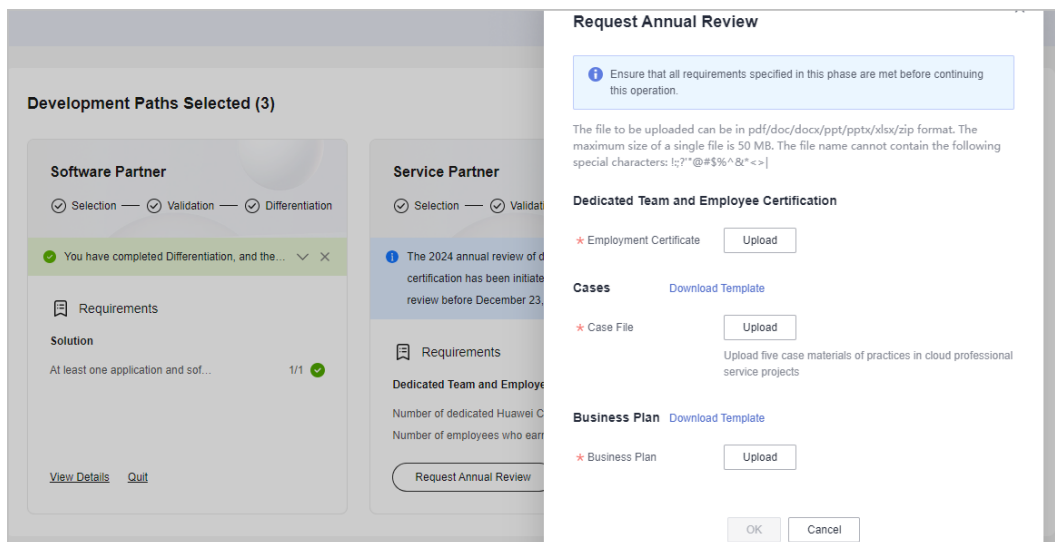 Development Paths Selected (3)
Software Partner
Selection
Validation
Differentiation
You have completed Differentiation, and the...
Requirements
Solution
At least one application and sof...
1/1
View Details
Quit
Service Partner
Selection
The 2024 annual review of
certification has been initiate
review before December 23,
Requirements
Dedicated Team and Employe
Number of dedicated Huawei C
Number of employees who ear
Request Annual Review
Request Annual Review
Ensure that all requirements specified in this phase are met before continuing
this operation.
The file to be uploaded can be in pdf/doc/docx/ppt/pptx/xlsx/zip format. The
maximum size of a single file is 50 MB. The file name cannot contain the following
special characters: !:;?'"@#$%^&*<>|
Dedicated Team and Employee Certification
* Employment Certificate
Upload
Cases
Download Template
* Case File
Upload
Upload five case materials of practices in cloud professional
service projects
Business Plan
Download Template
* Business Plan
Upload
OK
Cancel